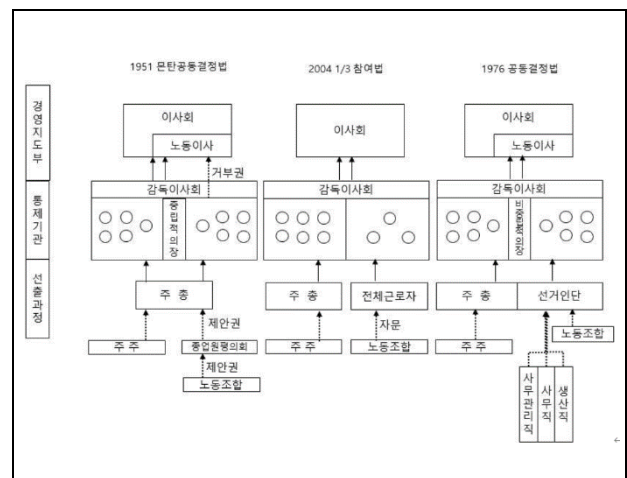 1951 몬탄공동결정법
2004 1/3 참여법
1976 공동결정법
경영지도부
이사회
노동이사
이사회
이사회
노동이사
거부권
통제기관
감독이사회
중립적의장
감독이사회
감독이사회
선출과정
주 총
주 총
전체근로자
주 총
선거인단
제안권
자문
노동조합
주 주
종업원평의회
주 주
노동조합
주 주
제안권
노동조합
사무관리직
사무직
생산직